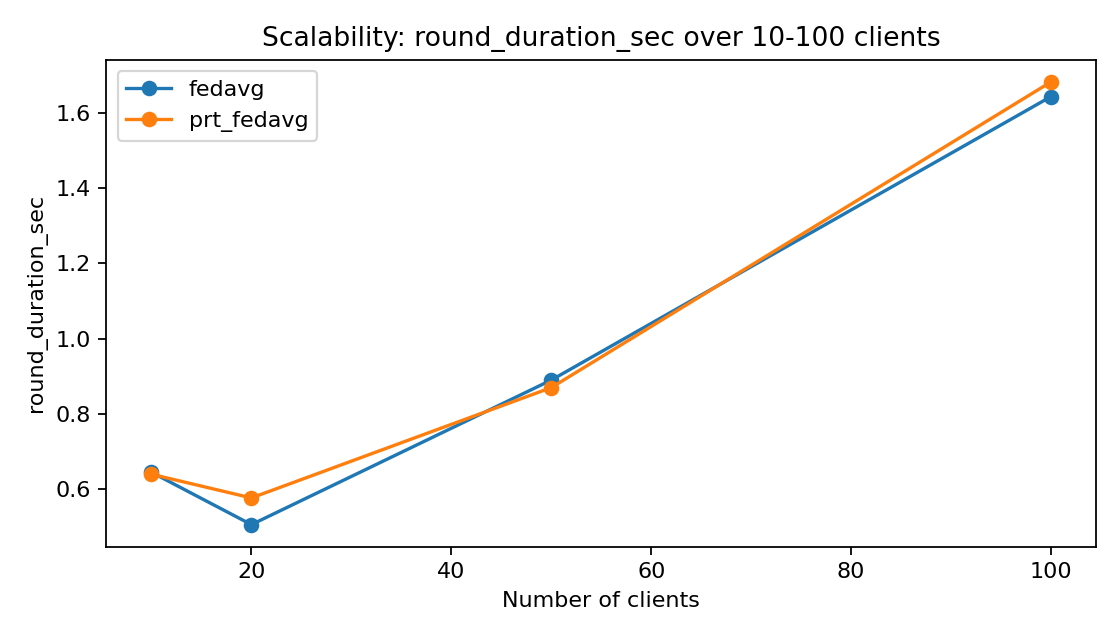 Scalability: round_duration_sec over 10-100 clients
fedavg
prt_fedavg
round_duration_sec
1.6
1.4
1.2
1.0
0.8
0.6
20
40
60
80
100
Number of clients